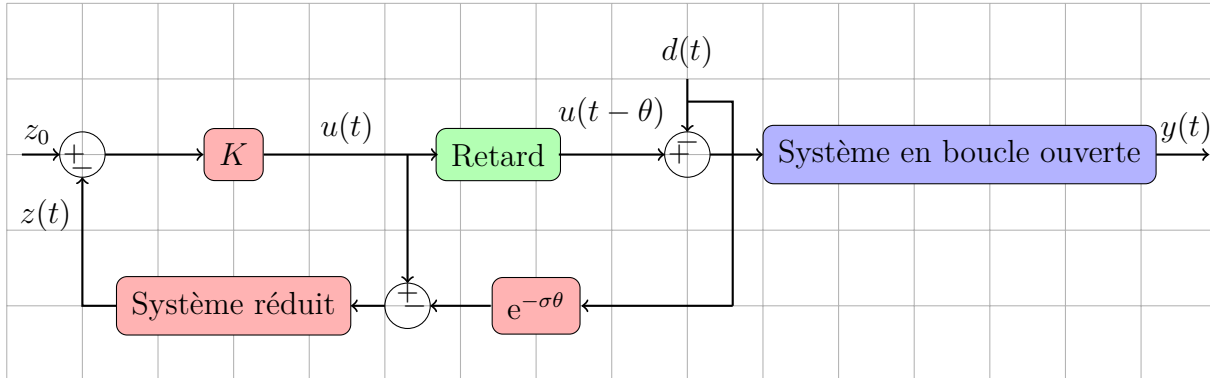 d(t)
z₀
+
−
K
u(t)
Retard
u(t − θ)
+
−
Système en boucle ouverte
y(t)
z(t)
Système réduit
+
−
e^{−σθ}